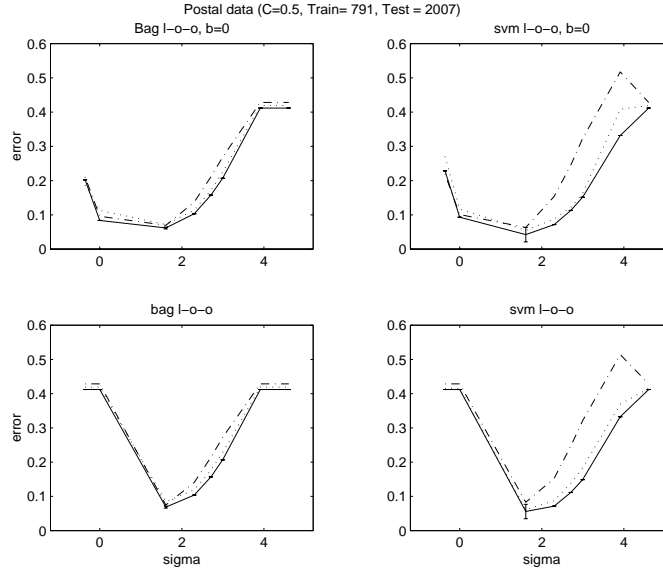 Postal data (C=0.5, Train= 791, Test = 2007)
Bag l−o−o, b=0
svm l−o−o, b=0
0.6
0.5
0.4
0.3
0.2
0.1
0
error
0 2 4
0.6
0.5
0.4
0.3
0.2
0.1
0
0 2 4
bag l−o−o
svm l−o−o
0.6
0.5
0.4
0.3
0.2
0.1
0
error
0 2 4
sigma
0.6
0.5
0.4
0.3
0.2
0.1
0
0 2 4
sigma